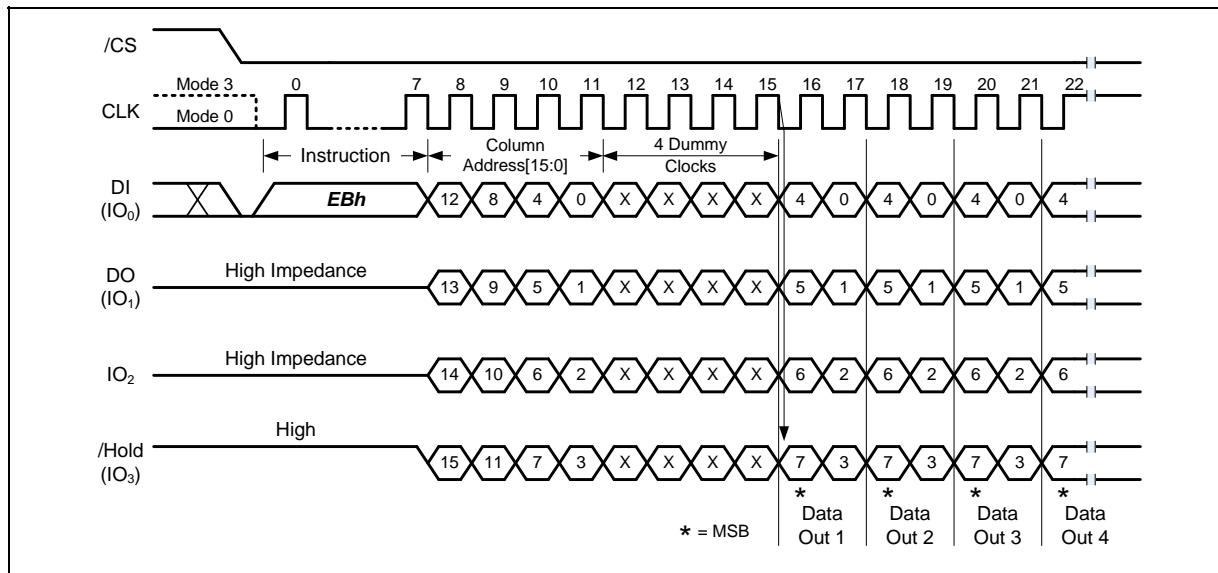 /CS
Mode 3 0 7 8 9 10 11 12 13 14 15 16 17 18 19 20 21 22
CLK
Mode 0
Instruction
Column
Address[15:0]
4 Dummy
Clocks
DI
(IO0)
EBh 12 8 4 0 X X X X 4 0 4 0 4 0 4
High Impedance
DO
(IO1)
13 9 5 1 X X X X 5 1 5 1 5 1 5
High Impedance
IO2
14 10 6 2 X X X X 6 2 6 2 6 2 6
High
/Hold
(IO3)
15 11 7 3 X X X X 7 3 7 3 7 3 7
* * * *
* = MSB
Data
Out 1
Data
Out 2
Data
Out 3
Data
Out 4